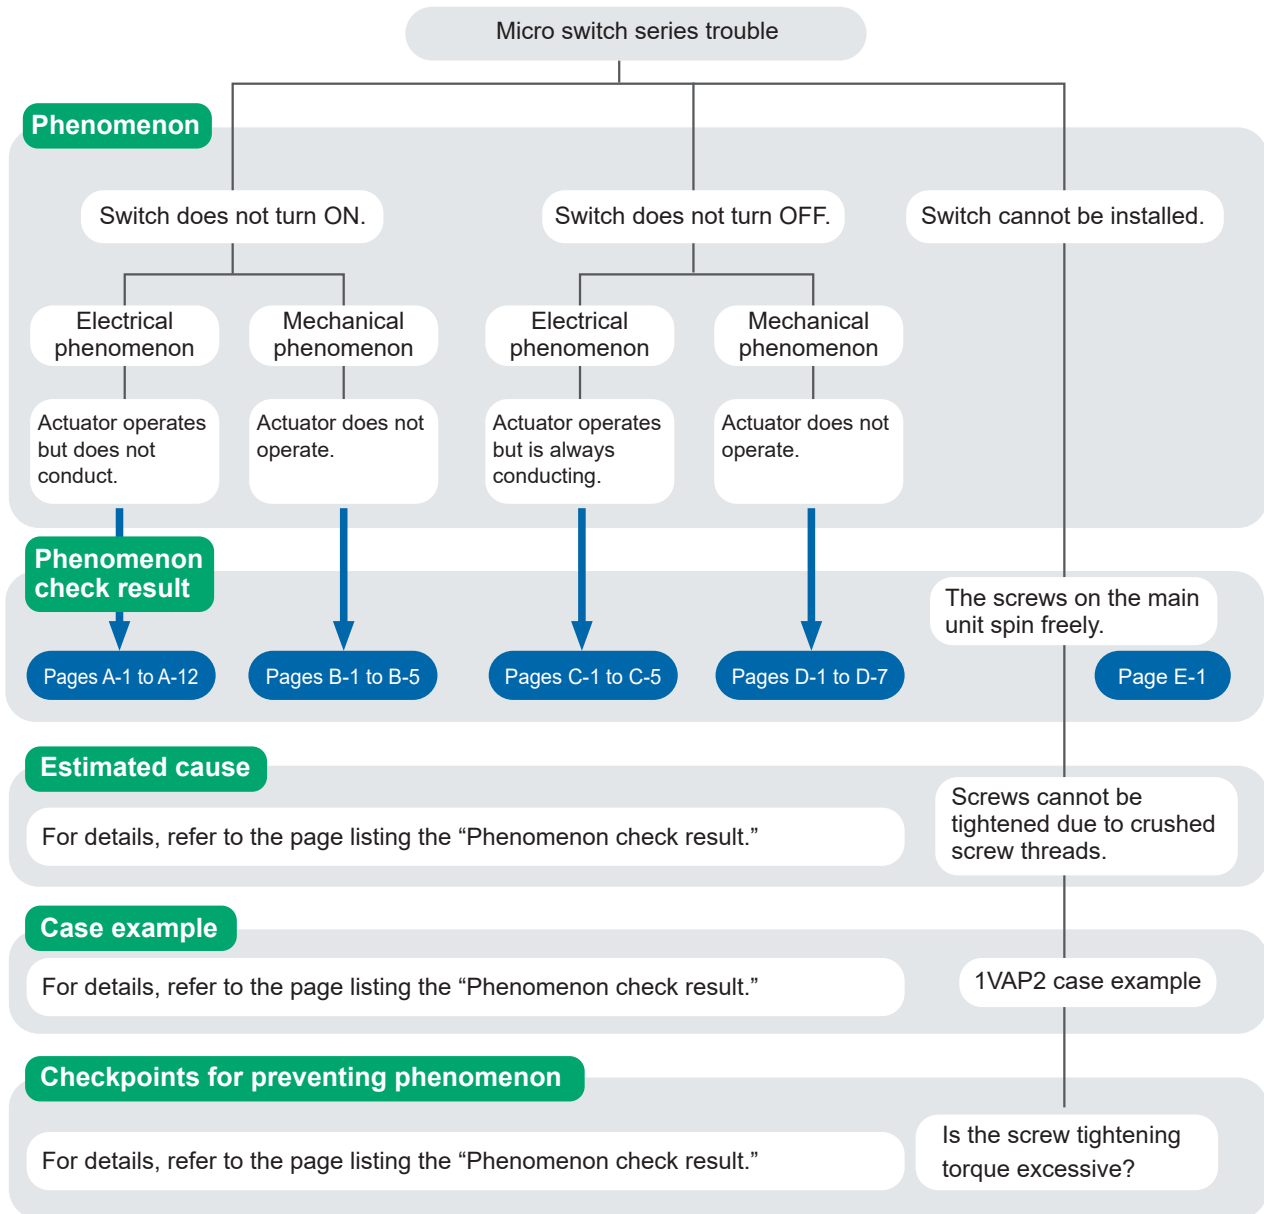 Micro switch series trouble
Phenomenon
Switch does not turn ON.
Switch does not turn OFF.
Switch cannot be installed.
Electrical
phenomenon
Mechanical
phenomenon
Electrical
phenomenon
Mechanical
phenomenon
Actuator operates
but does not
conduct.
Actuator does not
operate.
Actuator operates
but is always
conducting.
Actuator does not
operate.
Phenomenon
check result
The screws on the main
unit spin freely.
Pages A-1 to A-12
Pages B-1 to B-5
Pages C-1 to C-5
Pages D-1 to D-7
Page E-1
Estimated cause
For details, refer to the page listing the “Phenomenon check result.”
Screws cannot be
tightened due to crushed
screw threads.
Case example
For details, refer to the page listing the “Phenomenon check result.”
1VAP2 case example
Checkpoints for preventing phenomenon
For details, refer to the page listing the “Phenomenon check result.”
Is the screw tightening
torque excessive?